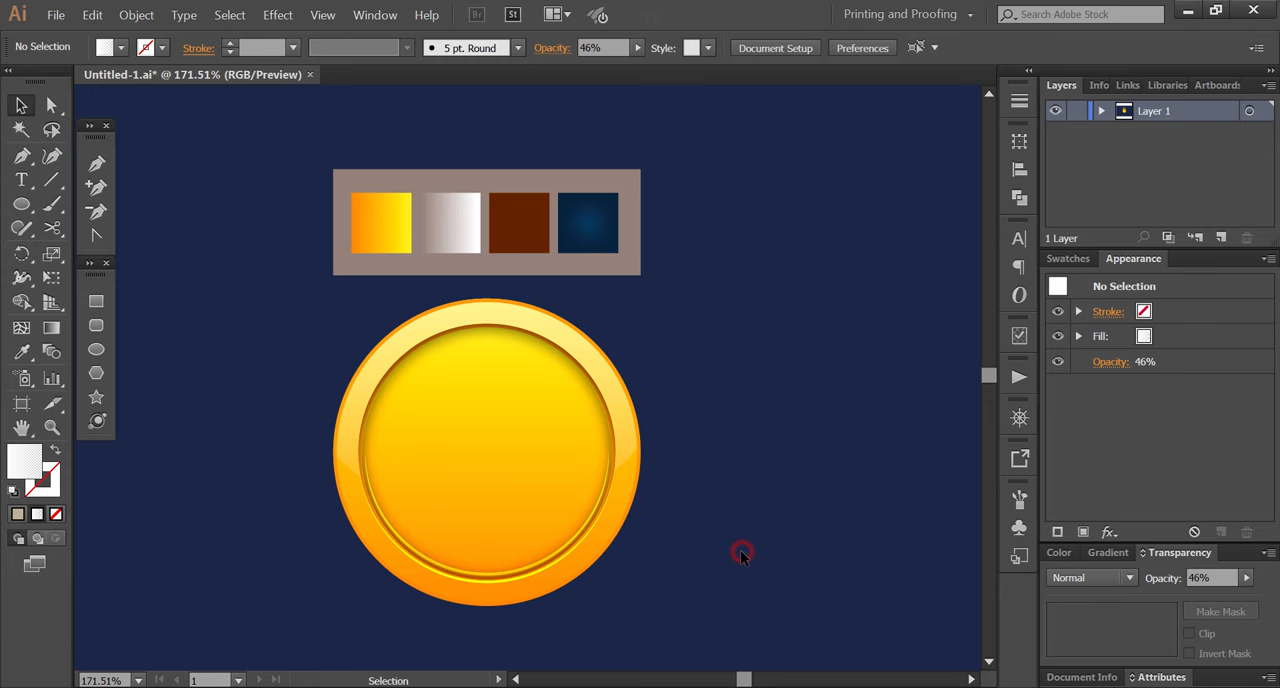 Ai File Edit Object Type Select Effect View Window Help Br St Printing and Proofing Search Adobe Stock
No Selection Stroke: 5 pt. Round Opacity: 46% Style: Document Setup Preferences
Untitled-1.ai* @ 171.51% (RGB/Preview) ×
Layers Info Links Libraries Artboards
Layer 1
1 Layer
Swatches Appearance
No Selection
Stroke:
Fill:
Opacity: 46%
fx
Color Gradient Transparency
Normal Opacity: 46%
Make Mask
Clip
Invert Mask
171.51% 1 Selection
Document Info Attributes